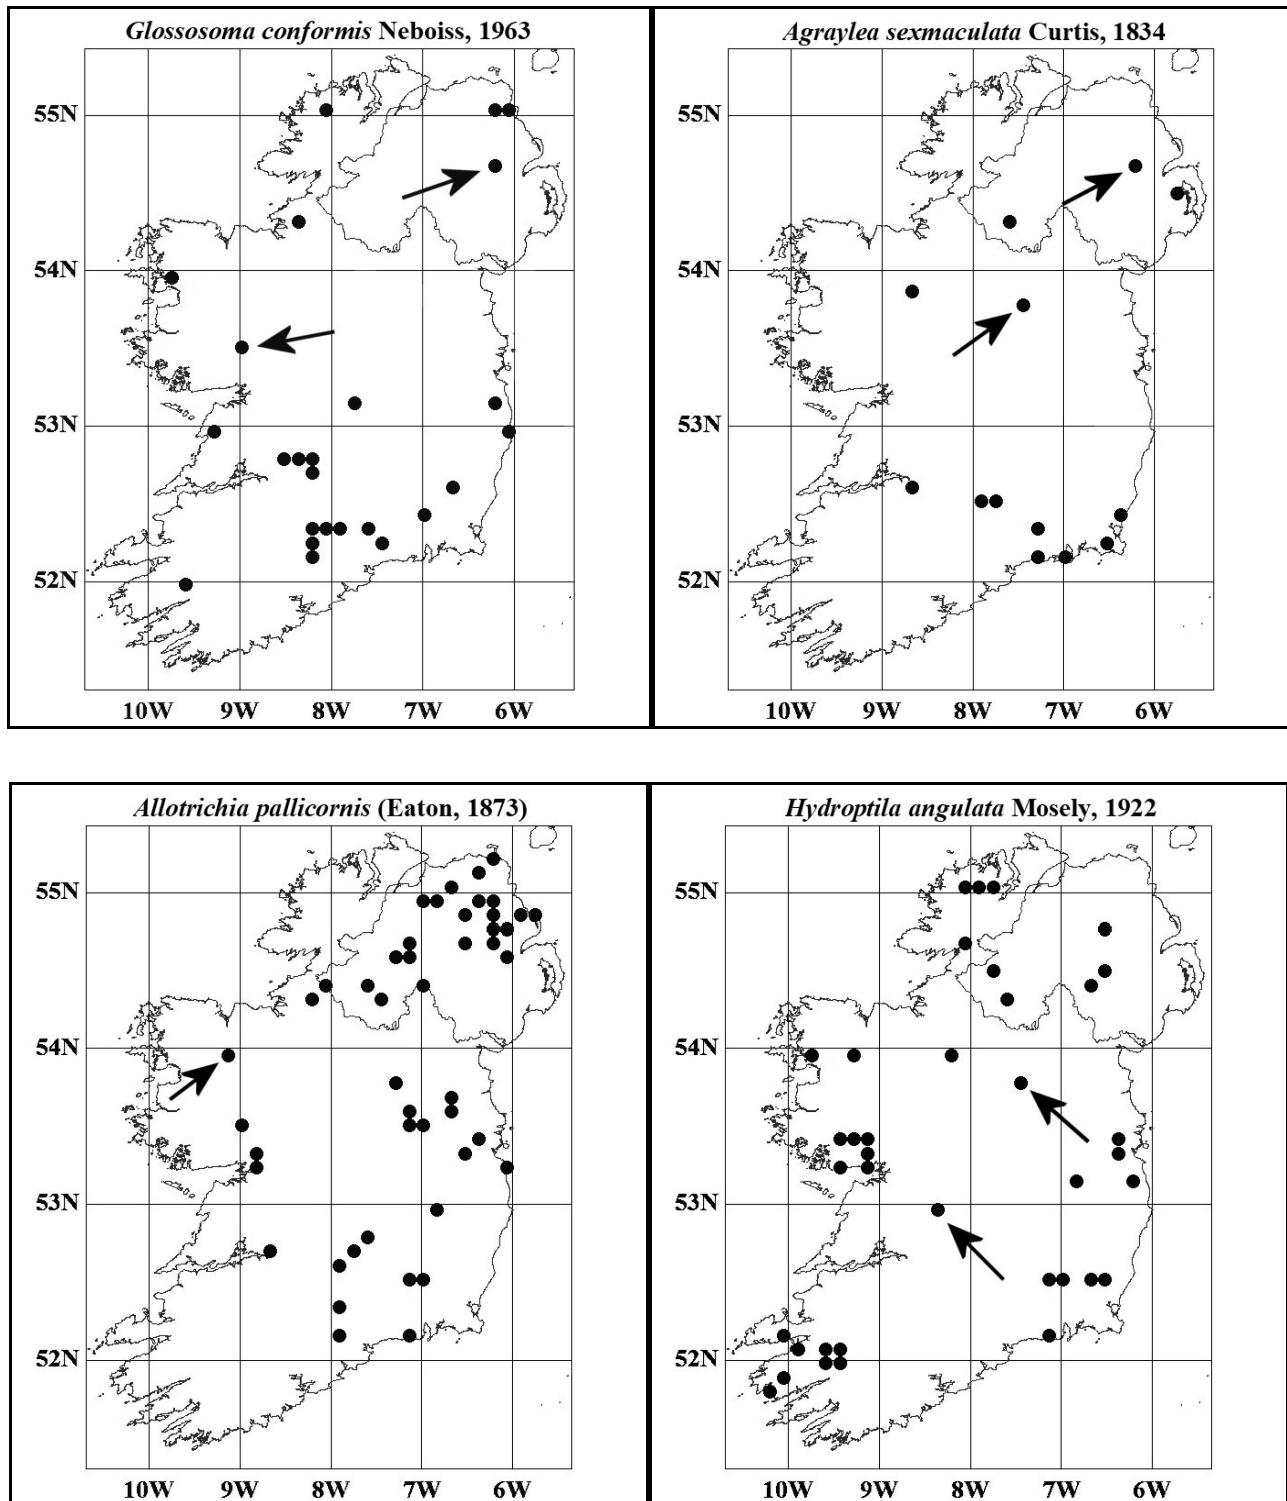 Glossosoma conformis Neboiss, 1963
55N
54N
53N
52N
10W 9W 8W 7W 6W
Agraylea sexmaculata Curtis, 1834
55N
54N
53N
52N
10W 9W 8W 7W 6W
Allotrichia pallicornis (Eaton, 1873)
55N
54N
53N
52N
10W 9W 8W 7W 6W
Hydroptila angulata Mosely, 1922
55N
54N
53N
52N
10W 9W 8W 7W 6W